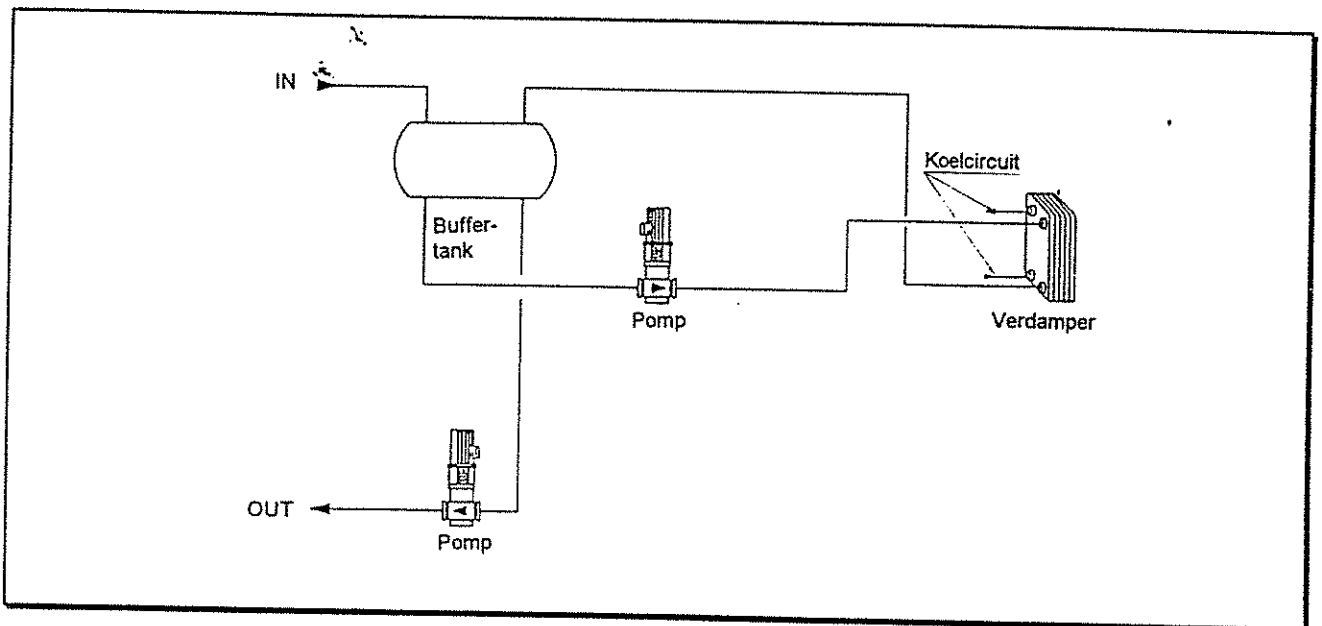 IN
Koelcircuit
Buffer-
tank
Pomp
Verdamper
OUT
Pomp